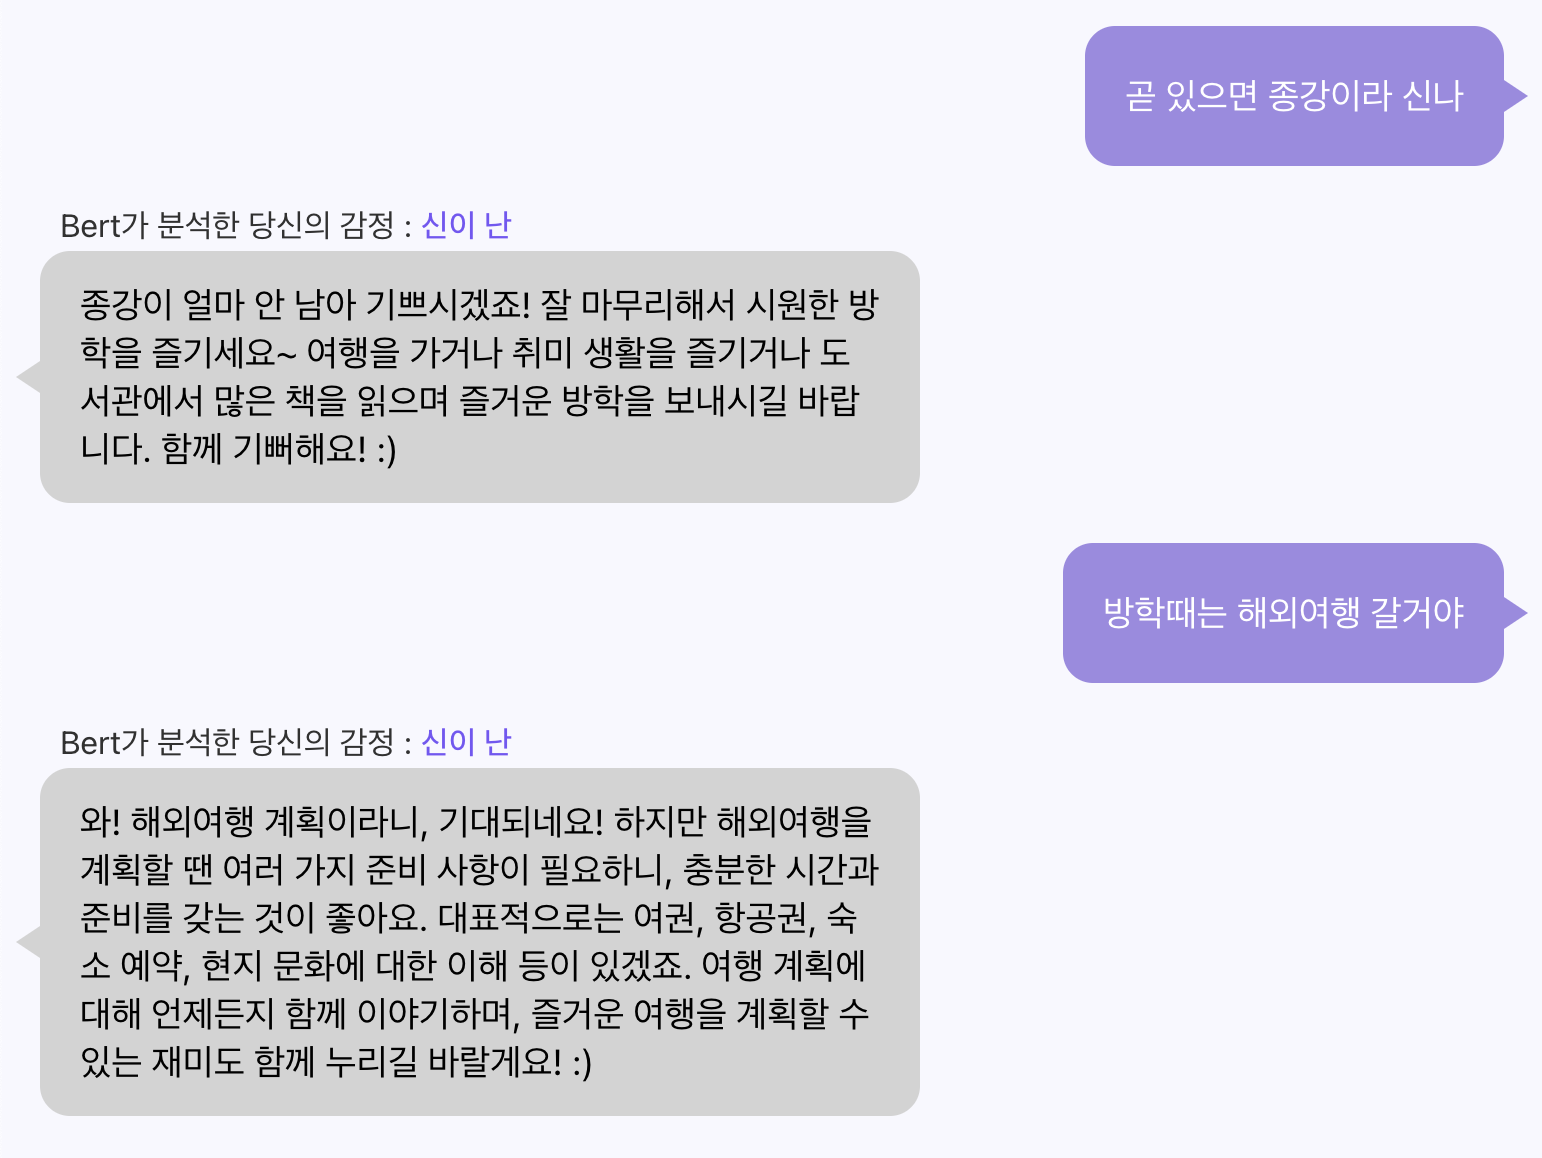 곧 있으면 종강이라 신나
Bert가 분석한 당신의 감정 : 신이 난
종강이 얼마 안 남아 기쁘시겠죠! 잘 마무리해서 시원한 방
학을 즐기세요~ 여행을 가거나 취미 생활을 즐기거나 도
서관에서 많은 책을 읽으며 즐거운 방학을 보내시길 바랍
니다. 함께 기뻐해요! :)
방학때는 해외여행 갈거야
Bert가 분석한 당신의 감정 : 신이 난
와! 해외여행 계획이라니, 기대되네요! 하지만 해외여행을
계획할 땐 여러 가지 준비 사항이 필요하니, 충분한 시간과
준비를 갖는 것이 좋아요. 대표적으로는 여권, 항공권, 숙
소 예약, 현지 문화에 대한 이해 등이 있겠죠. 여행 계획에
대해 언제든지 함께 이야기하며, 즐거운 여행을 계획할 수
있는 재미도 함께 누리길 바랄게요! :)